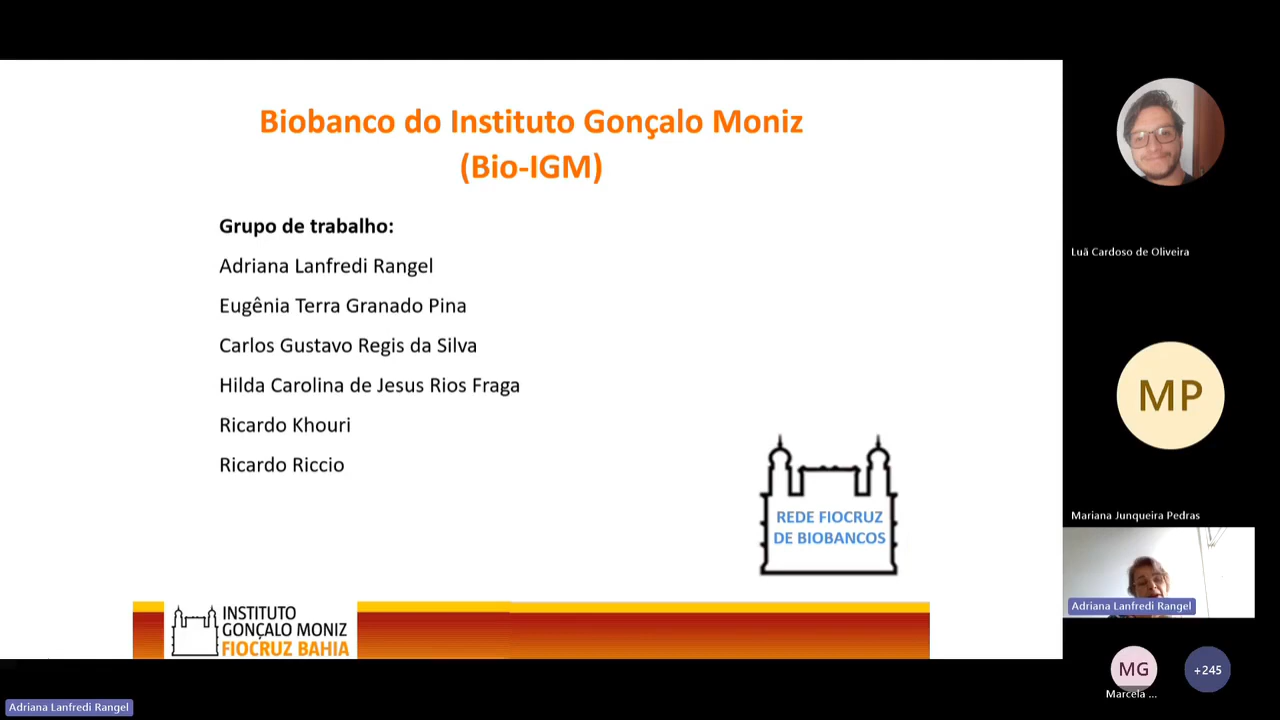 Biobanco do Instituto Gonçalo Moniz
(Bio-IGM)
Grupo de trabalho:
Adriana Lanfredi Rangel
Eugênia Terra Granado Pina
Carlos Gustavo Regis da Silva
Hilda Carolina de Jesus Rios Fraga
Ricardo Khouri
Ricardo Riccio
REDE FIOCRUZ
DE BIOBANCOS
INSTITUTO
GONÇALO MONIZ
FIOCRUZ BAHIA
Luã Cardoso de Oliveira
MP
Mariana Junqueira Pedras
Adriana Lanfredi Rangel
MG
+245
Marcela ...
Adriana Lanfredi Rangel